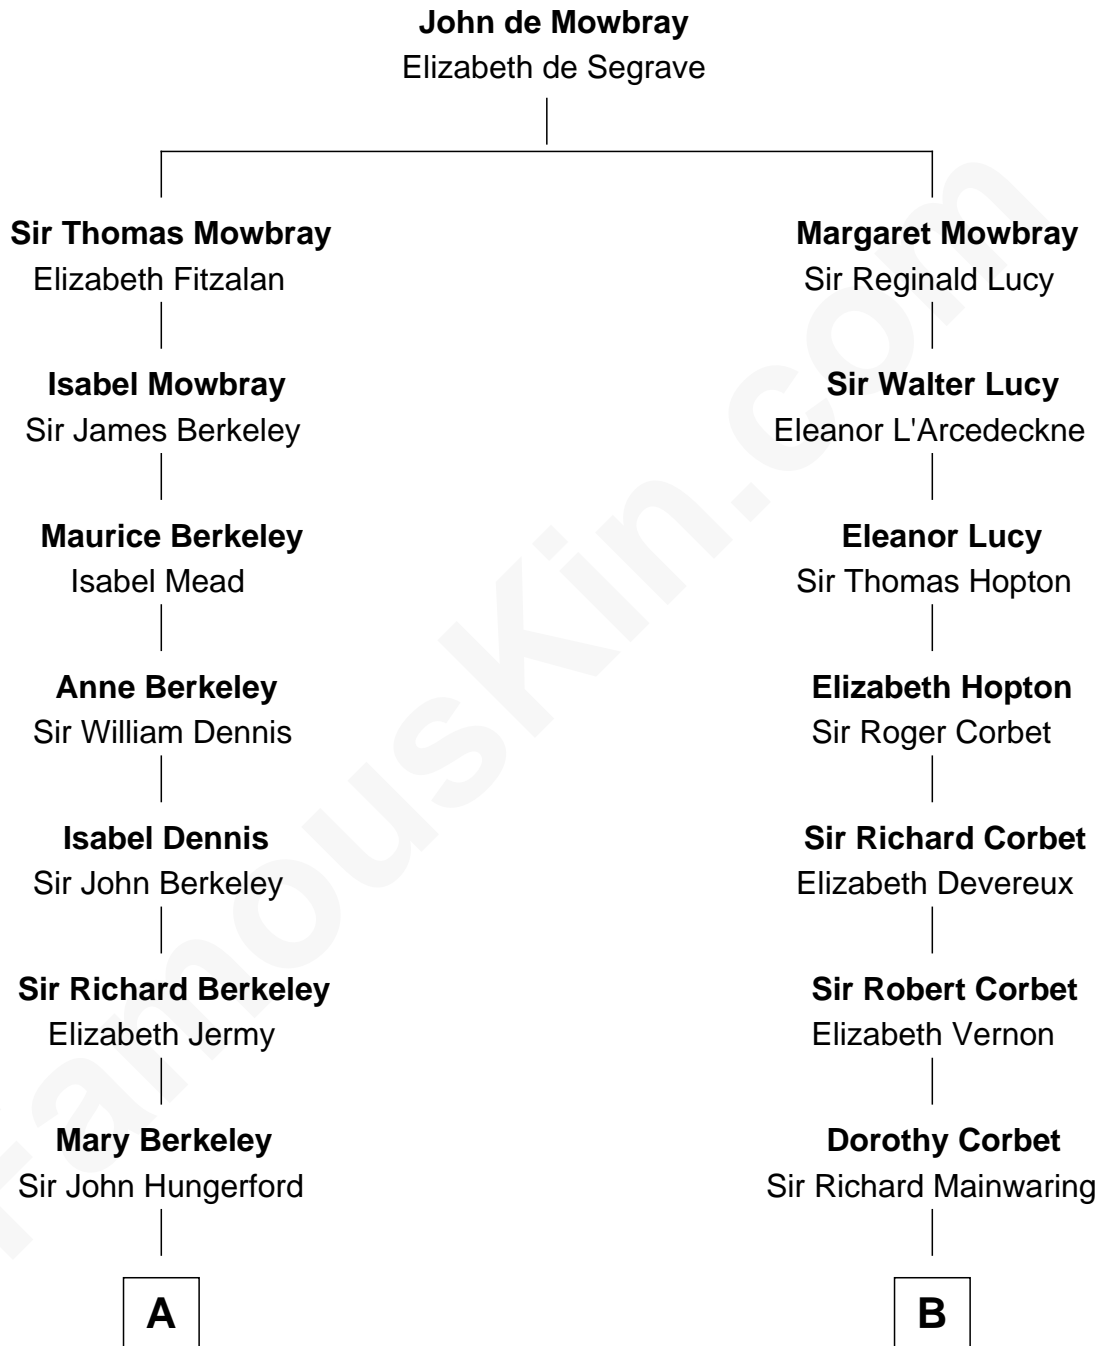 John de Mowbray
Elizabeth de Segrave
Sir Thomas Mowbray
Elizabeth Fitzalan
Isabel Mowbray
Sir James Berkeley
Maurice Berkeley
Isabel Mead
Anne Berkeley
Sir William Dennis
Isabel Dennis
Sir John Berkeley
Sir Richard Berkeley
Elizabeth Jermy
Mary Berkeley
Sir John Hungerford
A
Margaret Mowbray
Sir Reginald Lucy
Sir Walter Lucy
Eleanor L'Arcedeckne
Eleanor Lucy
Sir Thomas Hopton
Elizabeth Hopton
Sir Roger Corbet
Sir Richard Corbet
Elizabeth Devereux
Sir Robert Corbet
Elizabeth Vernon
Dorothy Corbet
Sir Richard Mainwaring
B
FamousKin.com